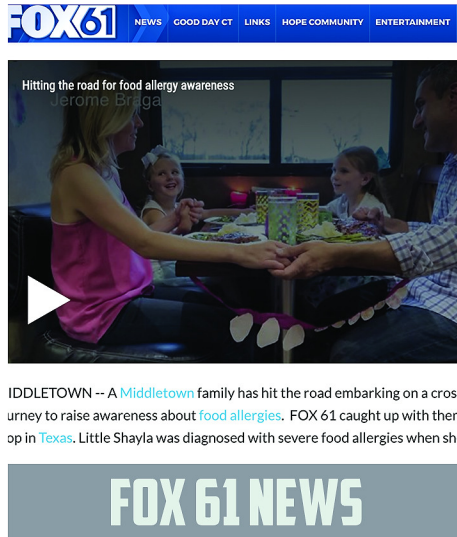 FOX61
NEWS
GOOD DAY CT
LINKS
HOPE COMMUNITY
ENTERTAINMENT
Hitting the road for food allergy awareness
Jerome Braga
IDDLETOWN -- A Middletown family has hit the road embarking on a cros
urney to raise awareness about food allergies. FOX 61 caught up with ther
op in Texas. Little Shayla was diagnosed with severe food allergies when sh
FOX 61 NEWS